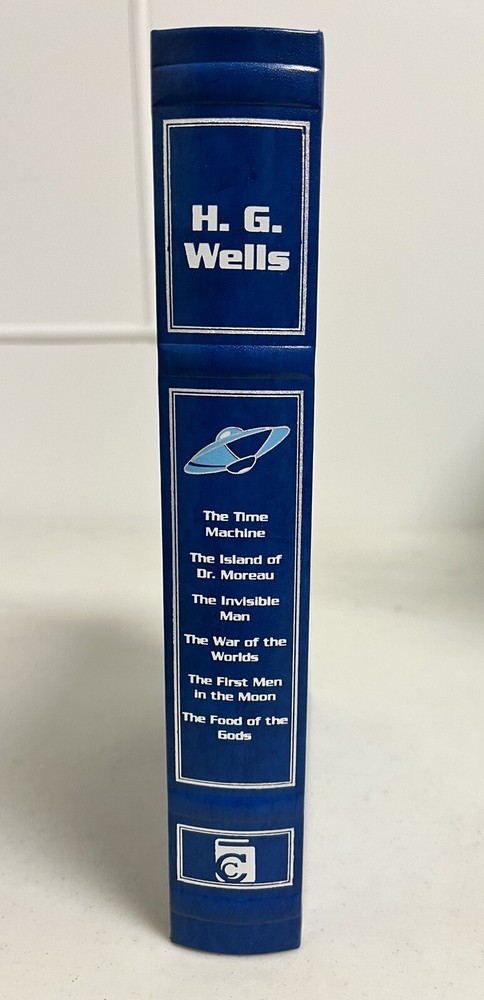 H. G.
Wells
The Time
Machine
The Island of
Dr. Moreau
The Invisible
Man
The War of the
Worlds
The First Men
in the Moon
The Food of the
Gods
C